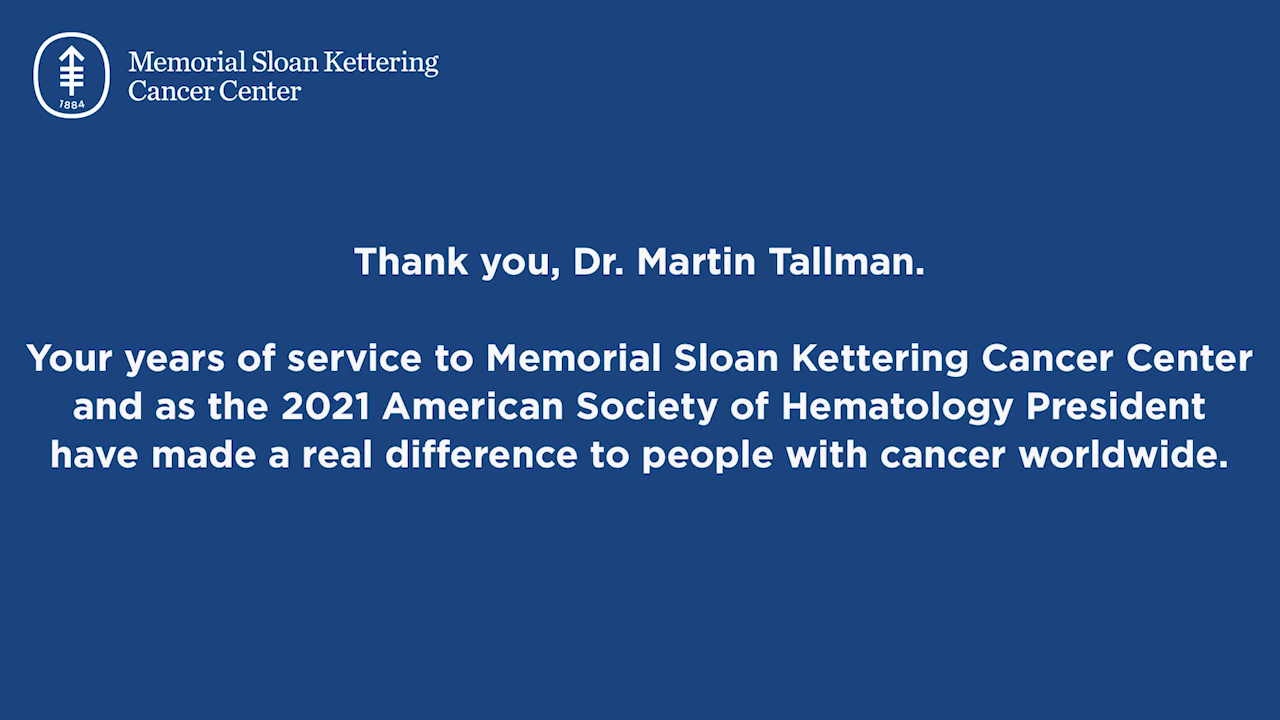 Memorial Sloan Kettering
Cancer Center
1884
Thank you, Dr. Martin Tallman.
Your years of service to Memorial Sloan Kettering Cancer Center
and as the 2021 American Society of Hematology President
have made a real difference to people with cancer worldwide.